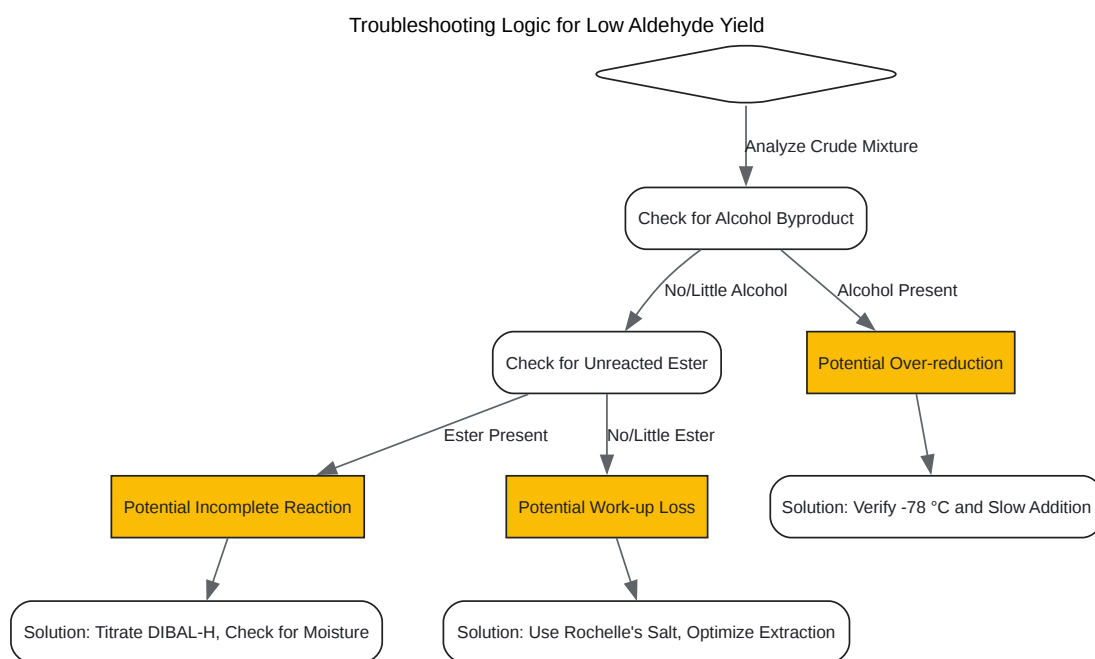 Troubleshooting Logic for Low Aldehyde Yield
Analyze Crude Mixture
Check for Alcohol Byproduct
No/Little Alcohol
Alcohol Present
Check for Unreacted Ester
Potential Over-reduction
Ester Present
No/Little Ester
Potential Incomplete Reaction
Potential Work-up Loss
Solution: Verify -78 °C and Slow Addition
Solution: Titrate DIBAL-H, Check for Moisture
Solution: Use Rochelle's Salt, Optimize Extraction